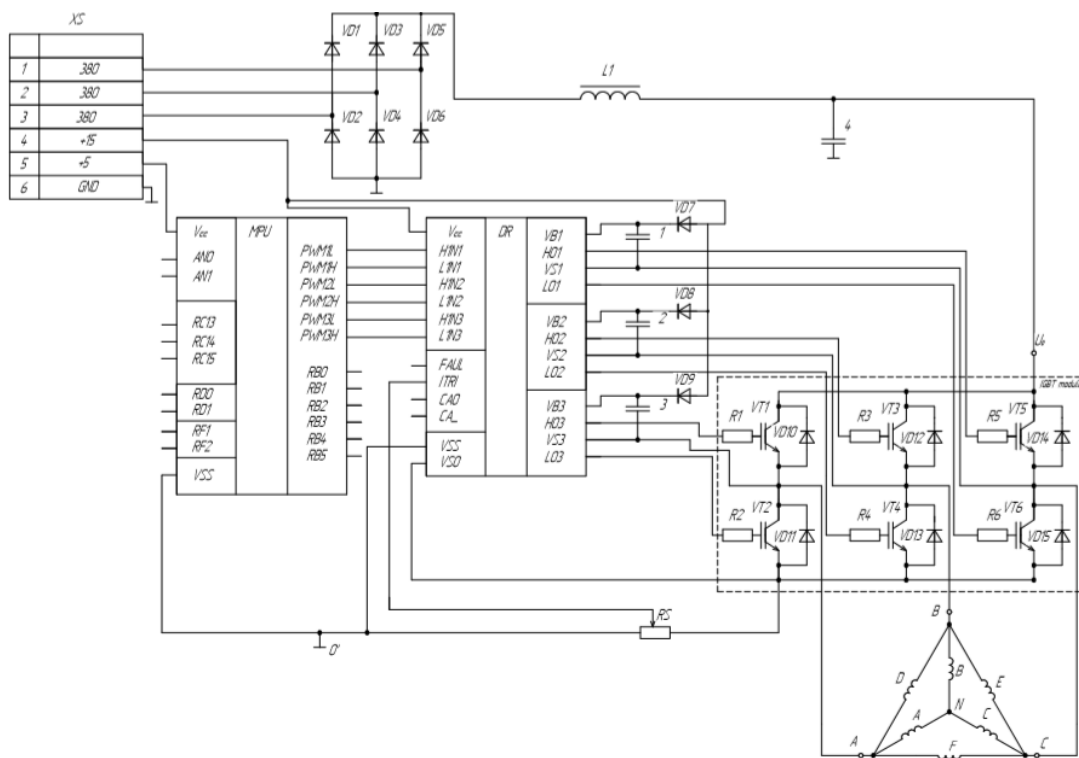 XS
1 380
2 380
3 380
4 +15
5 +5
6 GND
VD1 VD3 VD5
VD2 VD4 VD6
L1
4
Vcc MPU
AN0
AN1
RC13
RC14
RC15
RD0
RD1
RF1
RF2
VSS
PWM1L
PWM1H
PWM2L
PWM2H
PWM3L
PWM3H
RB0
RB1
RB2
RB3
RB4
RB5
Vcc DR
H1N1
L1N1
H1N2
L1N2
H1N3
L1N3
FAUL
ITRI
CAO
CA_
VSS
VSO
VB1
HO1
VS1
LO1
VB2
HO2
VS2
LO2
VB3
HO3
VS3
LO3
VD7
1
VD8
2
VD9
3
IGBT modul
R1 VT1 VD10
R3 VT3 VD12
R5 VT5 VD14
R2 VT2 VD11
R4 VT4 VD13
R6 VT6 VD15
RS
0'
B
D B E
N
A C
A F C